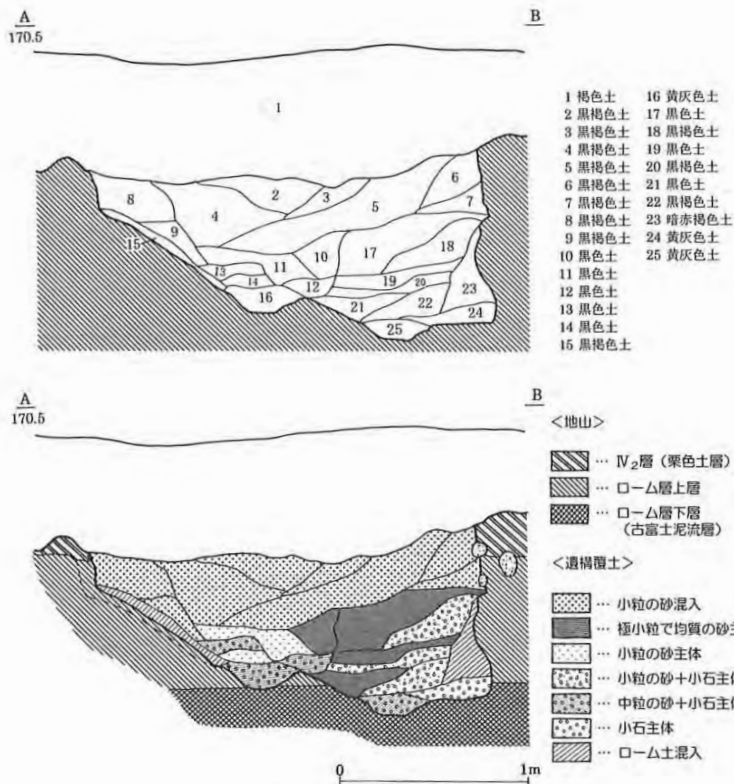 A
170.5
B
1
2
3
4
5
6
7
8
9
10
11
12
13
14
15
16
17
18
19
20
21
22
23
24
25
1 褐色土
2 黒褐色土
3 黒褐色土
4 黒褐色土
5 黒褐色土
6 黒褐色土
7 黒褐色土
8 黒褐色土
9 黒褐色土
10 黒色土
11 黒色土
12 黒色土
13 黒色土
14 黒色土
15 黒褐色土
16 黄灰色土
17 黒色土
18 黒褐色土
19 黒色土
20 黒褐色土
21 黒色土
22 黒褐色土
23 暗赤褐色土
24 黄灰色土
25 黄灰色土
A
170.5
B
<地山>
… Ⅳ2層（栗色土層）
… ローム層上層
… ローム層下層
（古富士泥流層）
<遺構覆土>
… 小粒の砂混入
… 極小粒で均質の砂主
… 小粒の砂主体
… 小粒の砂＋小石主体
… 中粒の砂＋小石主体
… 小石主体
… ローム土混入
0
1m